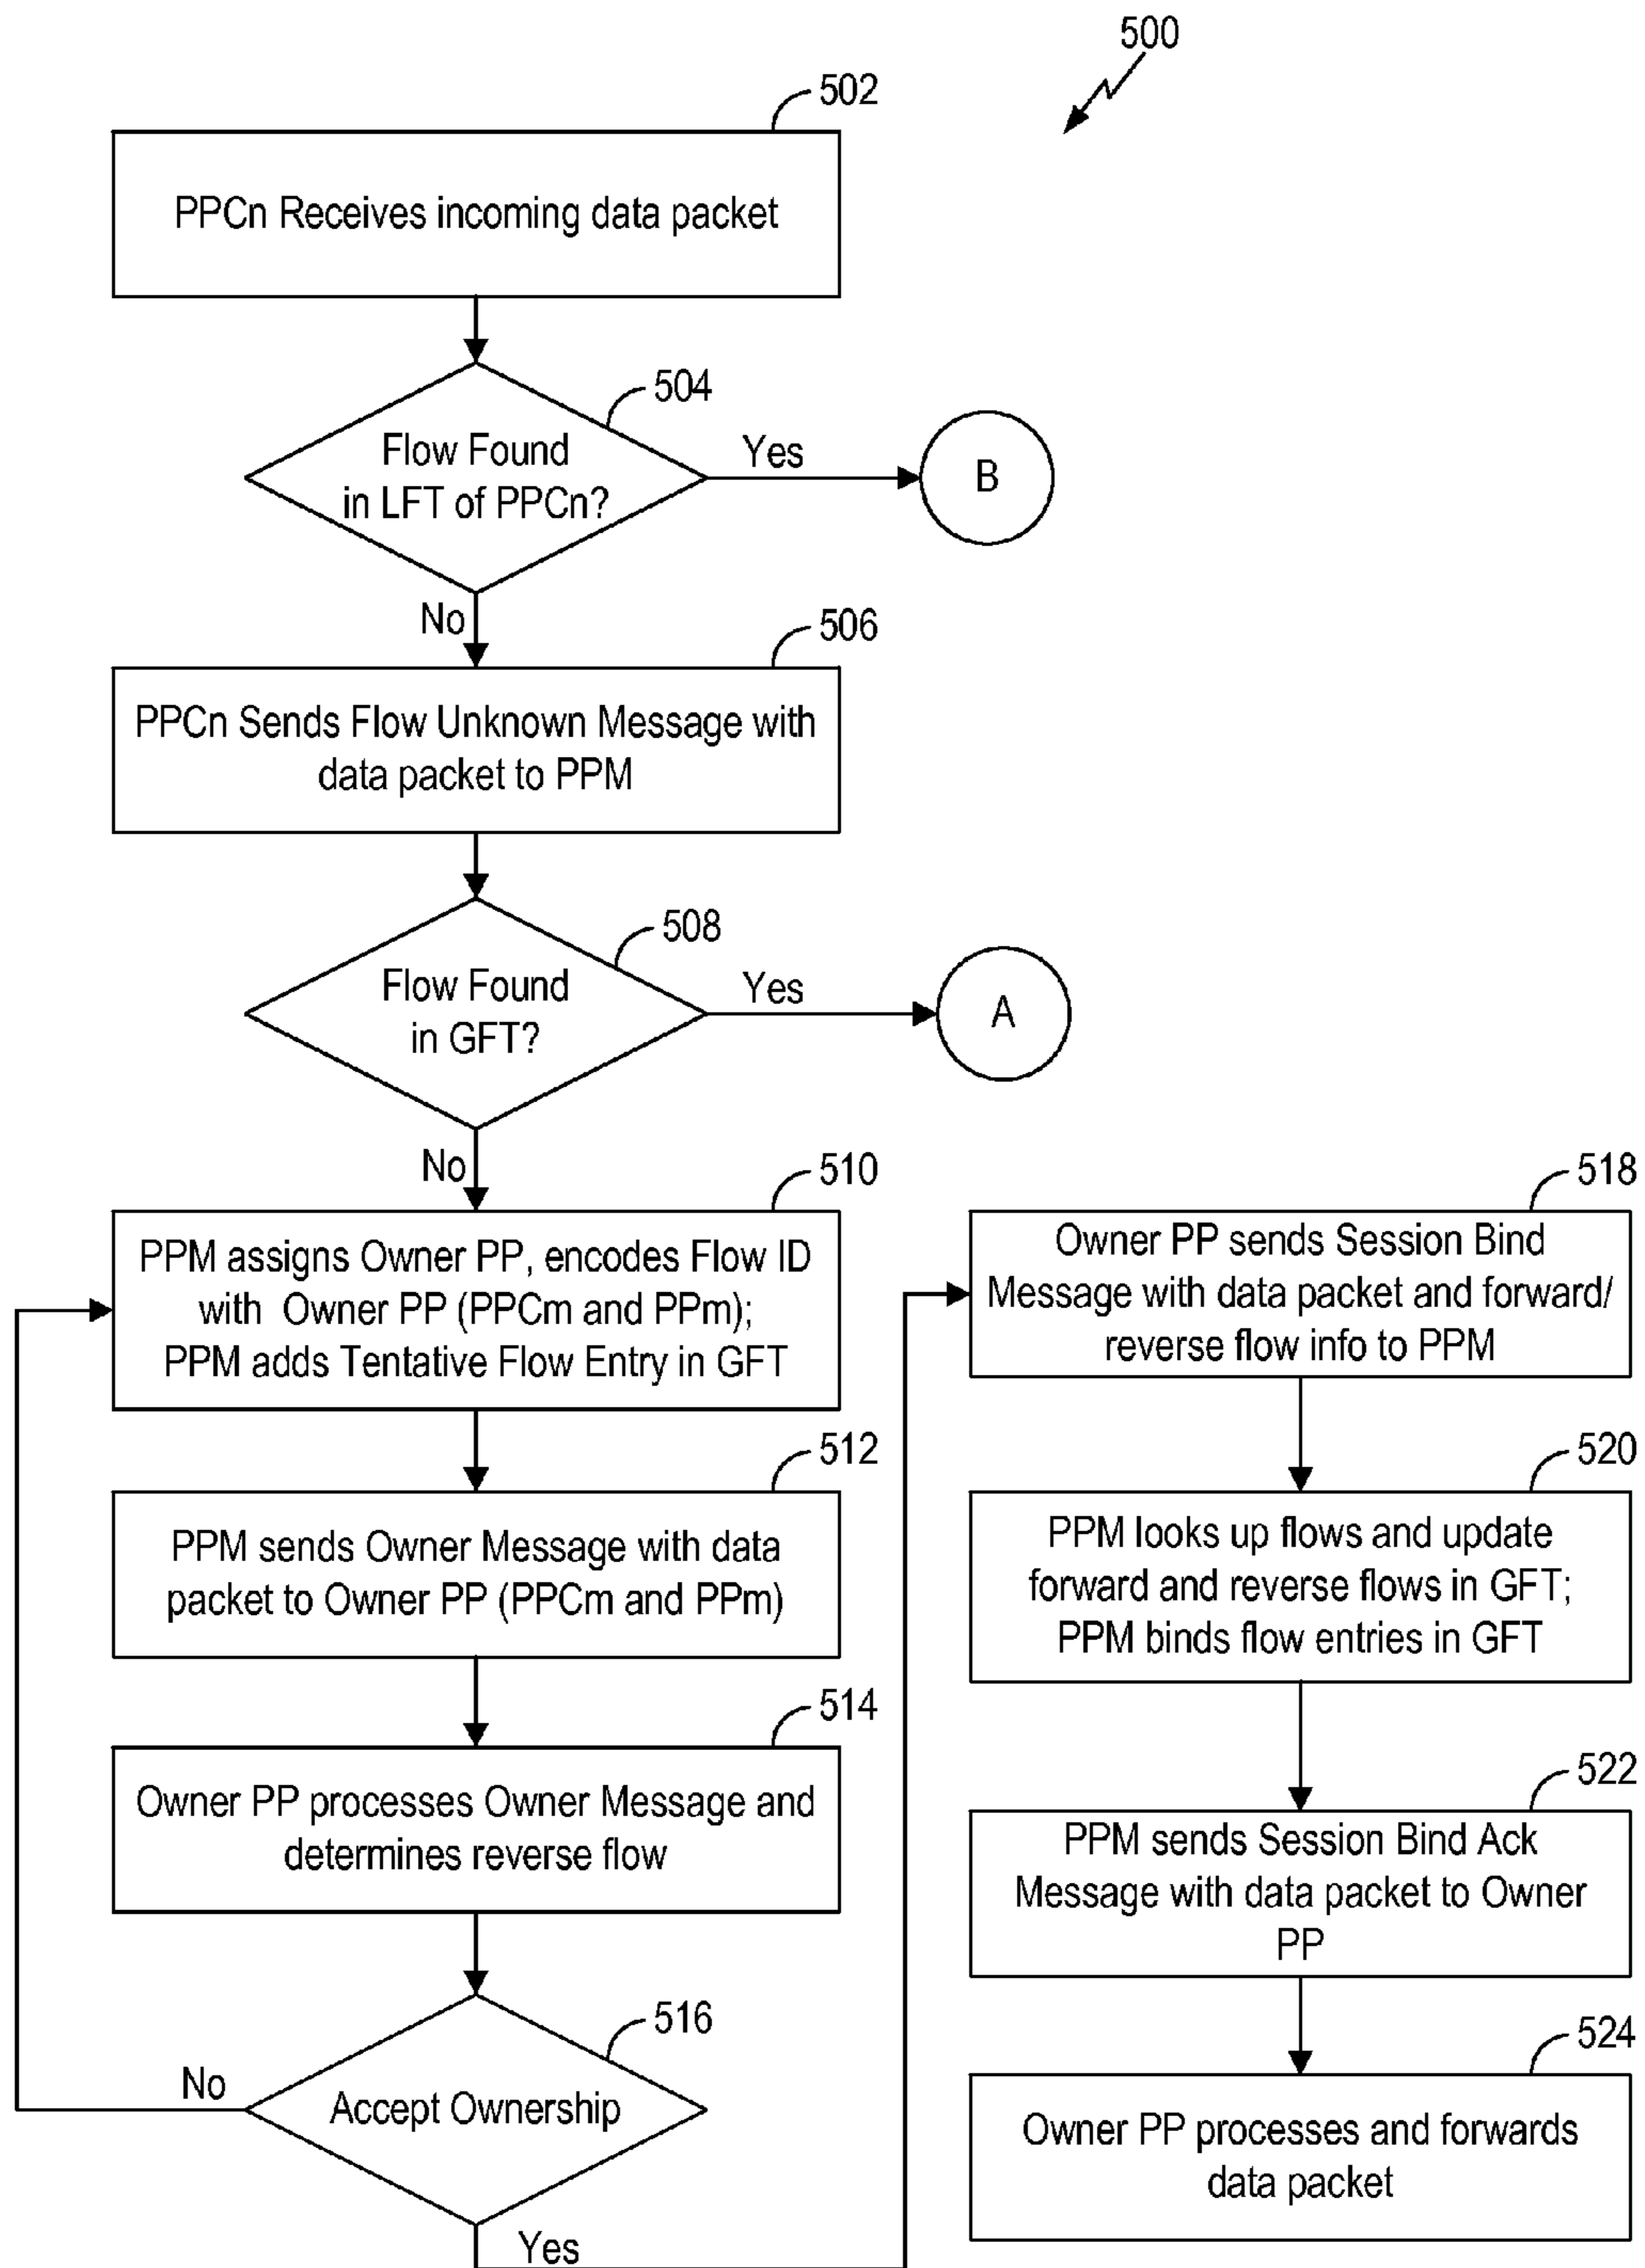 500
502
PPCn Receives incoming data packet
504
Flow Found
in LFT of PPCn?
Yes
B
No
506
PPCn Sends Flow Unknown Message with
data packet to PPM
508
Flow Found
in GFT?
Yes
A
No
510
PPM assigns Owner PP, encodes Flow ID
with Owner PP (PPCm and PPm);
PPM adds Tentative Flow Entry in GFT
512
PPM sends Owner Message with data
packet to Owner PP (PPCm and PPm)
514
Owner PP processes Owner Message and
determines reverse flow
516
Accept Ownership
No
Yes
518
Owner PP sends Session Bind
Message with data packet and forward/
reverse flow info to PPM
520
PPM looks up flows and update
forward and reverse flows in GFT;
PPM binds flow entries in GFT
522
PPM sends Session Bind Ack
Message with data packet to Owner
PP
524
Owner PP processes and forwards
data packet